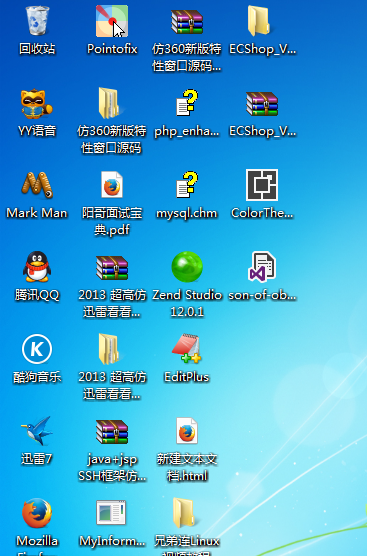 回收站
Pointofix
仿360新版特
性窗口源码...
ECShop_V...
YY语音
仿360新版特
性窗口源码
php_enha...
ECShop_V...
Mark Man
阳哥面试宝
典.pdf
mysql.chm
ColorThe...
腾讯QQ
2013 超高仿
迅雷看看...
Zend Studio
12.0.1
son-of-ob...
酷狗音乐
2013 超高仿
迅雷看看...
EditPlus
迅雷7
java+jsp
SSH框架仿...
新建文本文
档.html
Mozilla
MyInform...
兄弟连Linux